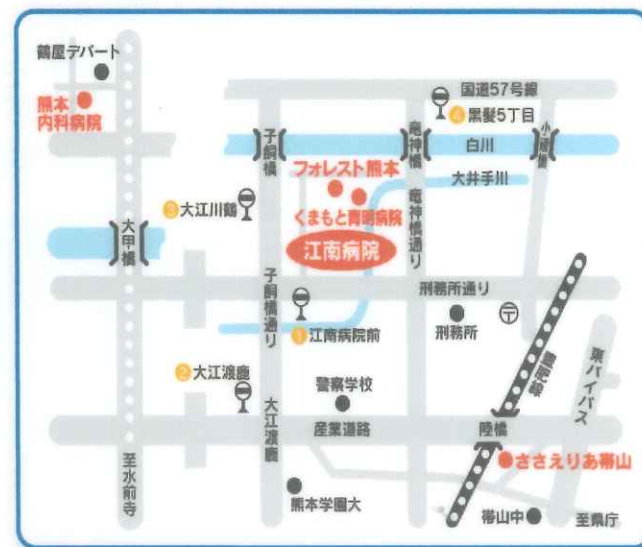 鶴屋デパート
熊本
内科病院
国道57号線
④黒髪5丁目
子飼橋
竜神橋
小磧橋
白川
フォレスト熊本
大井手川
くまもと青明病院
③大江川鶴
竜神橋通り
江南病院
大甲橋
子飼橋通り
刑務所通り
刑務所
〒
①江南病院前
豊肥線
東バイパス
②大江渡鹿
警察学校
大江渡鹿
産業道路
陸橋
至水前寺
ささえりあ帯山
熊本学園大
帯山中
至県庁